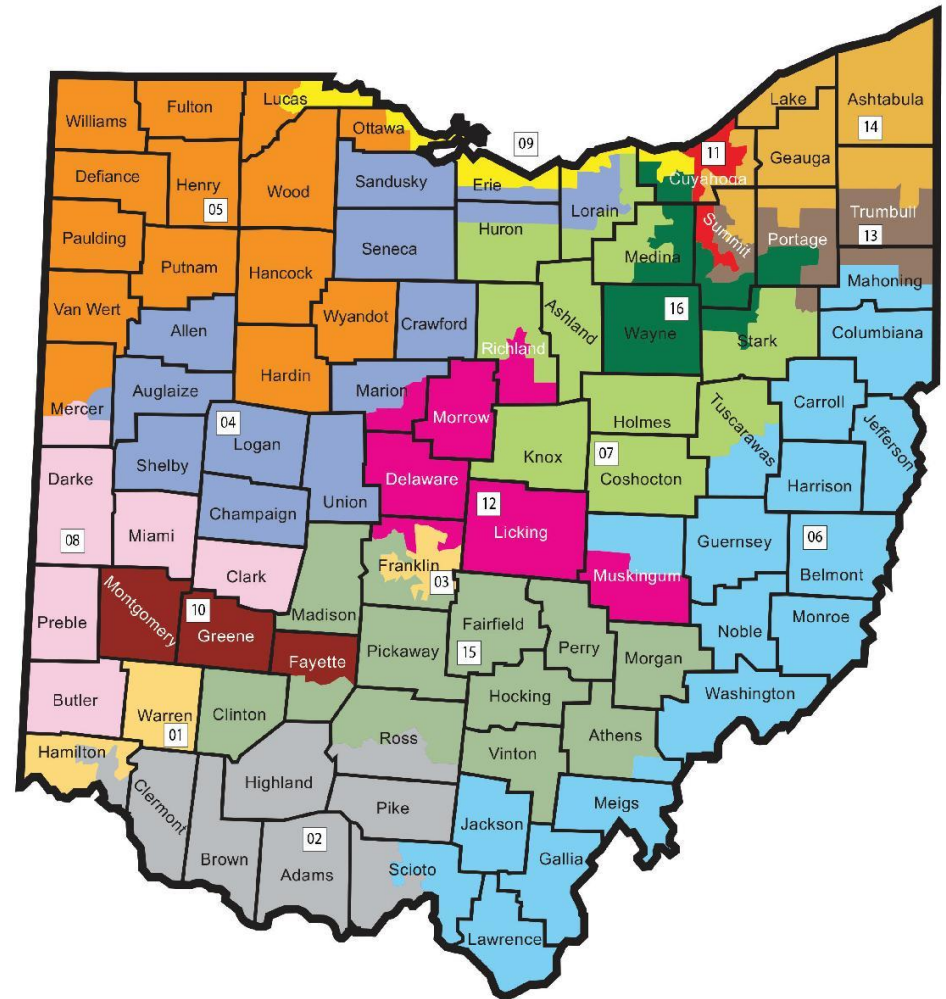 Lake
Ashtabula
14
Fulton
Lucas
Williams
Ottawa
09
11
Geauga
Defiance
Henry
05
Wood
Sandusky
Erie
Cuyahoga
Lorain
Trumbull
13
Paulding
Seneca
Huron
Summit
Portage
Putnam
Hancock
Medina
Mahoning
Van Wert
Allen
Wyandot
Crawford
Ashland
16
Wayne
Stark
Columbiana
Richland
Hardin
Marion
Mercer
Auglaize
04
Logan
Morrow
Holmes
Tuscarawas
Carroll
Jefferson
Shelby
Union
Delaware
Knox
07
Coshocton
Harrison
Darke
Champaign
12
Licking
08
Miami
Guernsey
06
Belmont
Clark
Franklin
03
Muskingum
Preble
Montgomery
10
Greene
Madison
Fairfield
Noble
Monroe
Fayette
Pickaway
15
Perry
Morgan
Hocking
Washington
Butler
Warren
01
Clinton
Ross
Athens
Hamilton
Vinton
Highland
Clermont
Pike
Meigs
Jackson
02
Brown
Adams
Scioto
Gallia
Lawrence